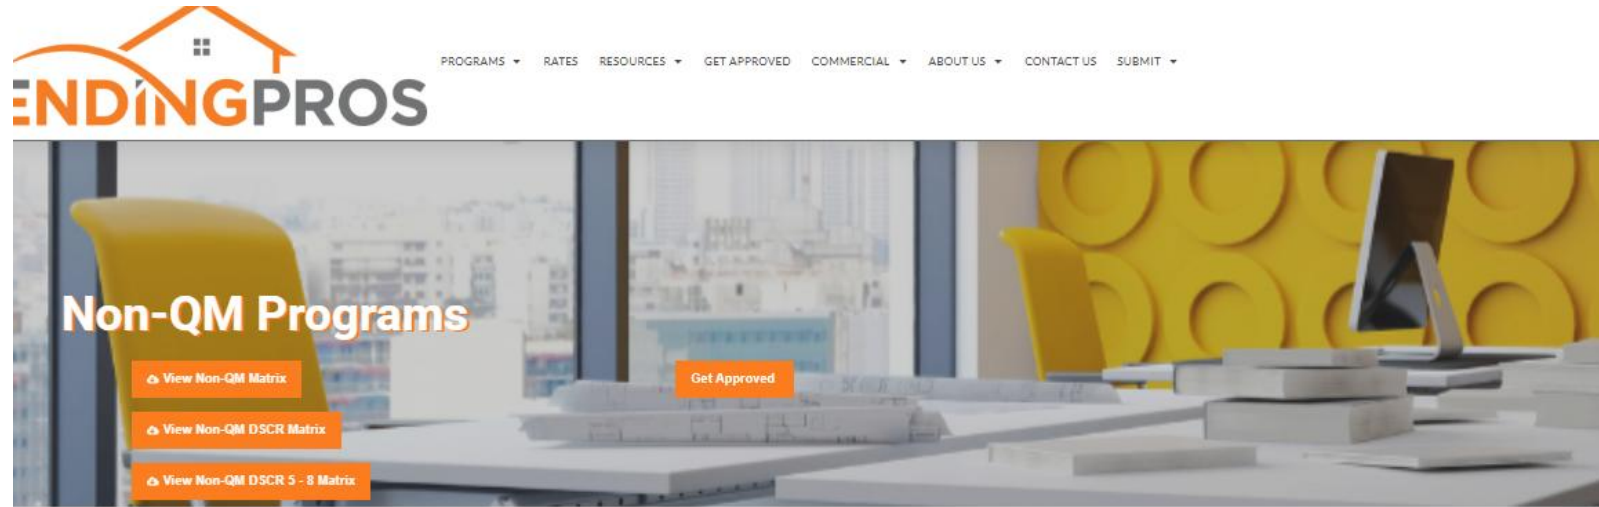 ENDINGPROS
PROGRAMS RATES RESOURCES GET APPROVED COMMERCIAL ABOUT US CONTACT US SUBMIT
Non-QM Programs
View Non-QM Matrix
Get Approved
View Non-QM DSCR Matrix
View Non-QM DSCR 5 - 8 Matrix